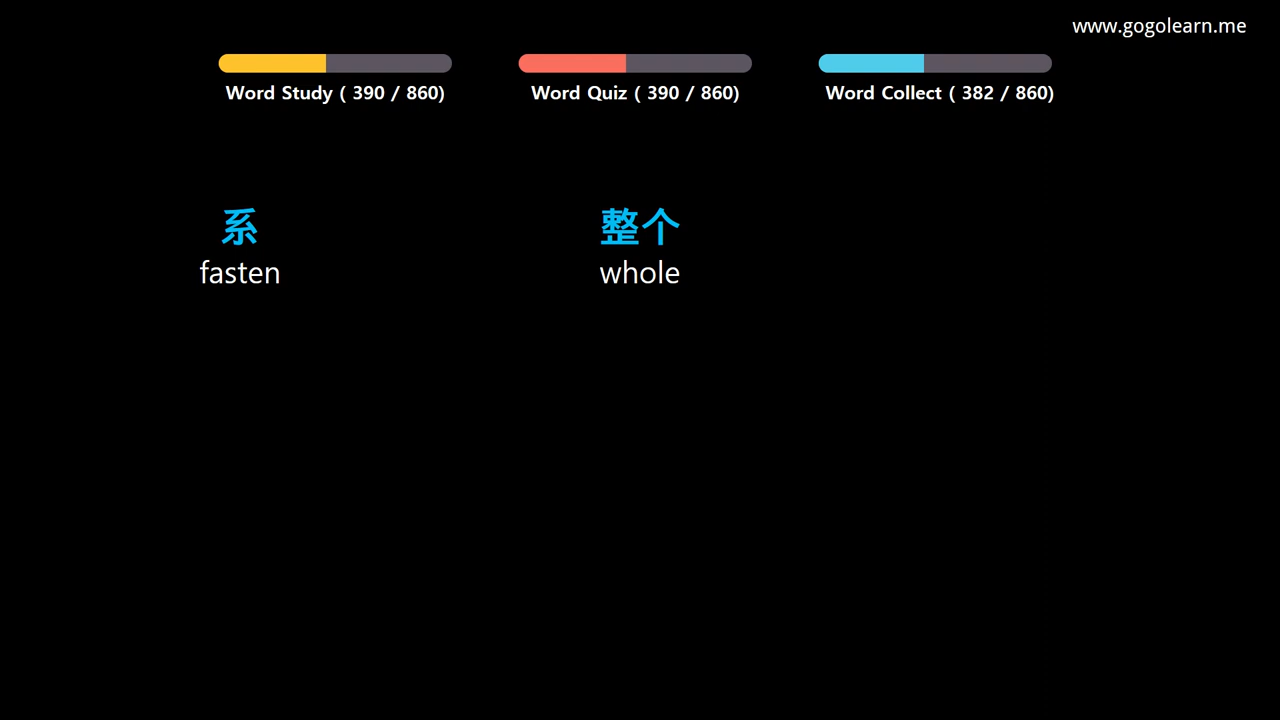 www.gogolearn.me
Word Study ( 390 / 860)
Word Quiz ( 390 / 860)
Word Collect ( 382 / 860)
系
fasten
整个
whole